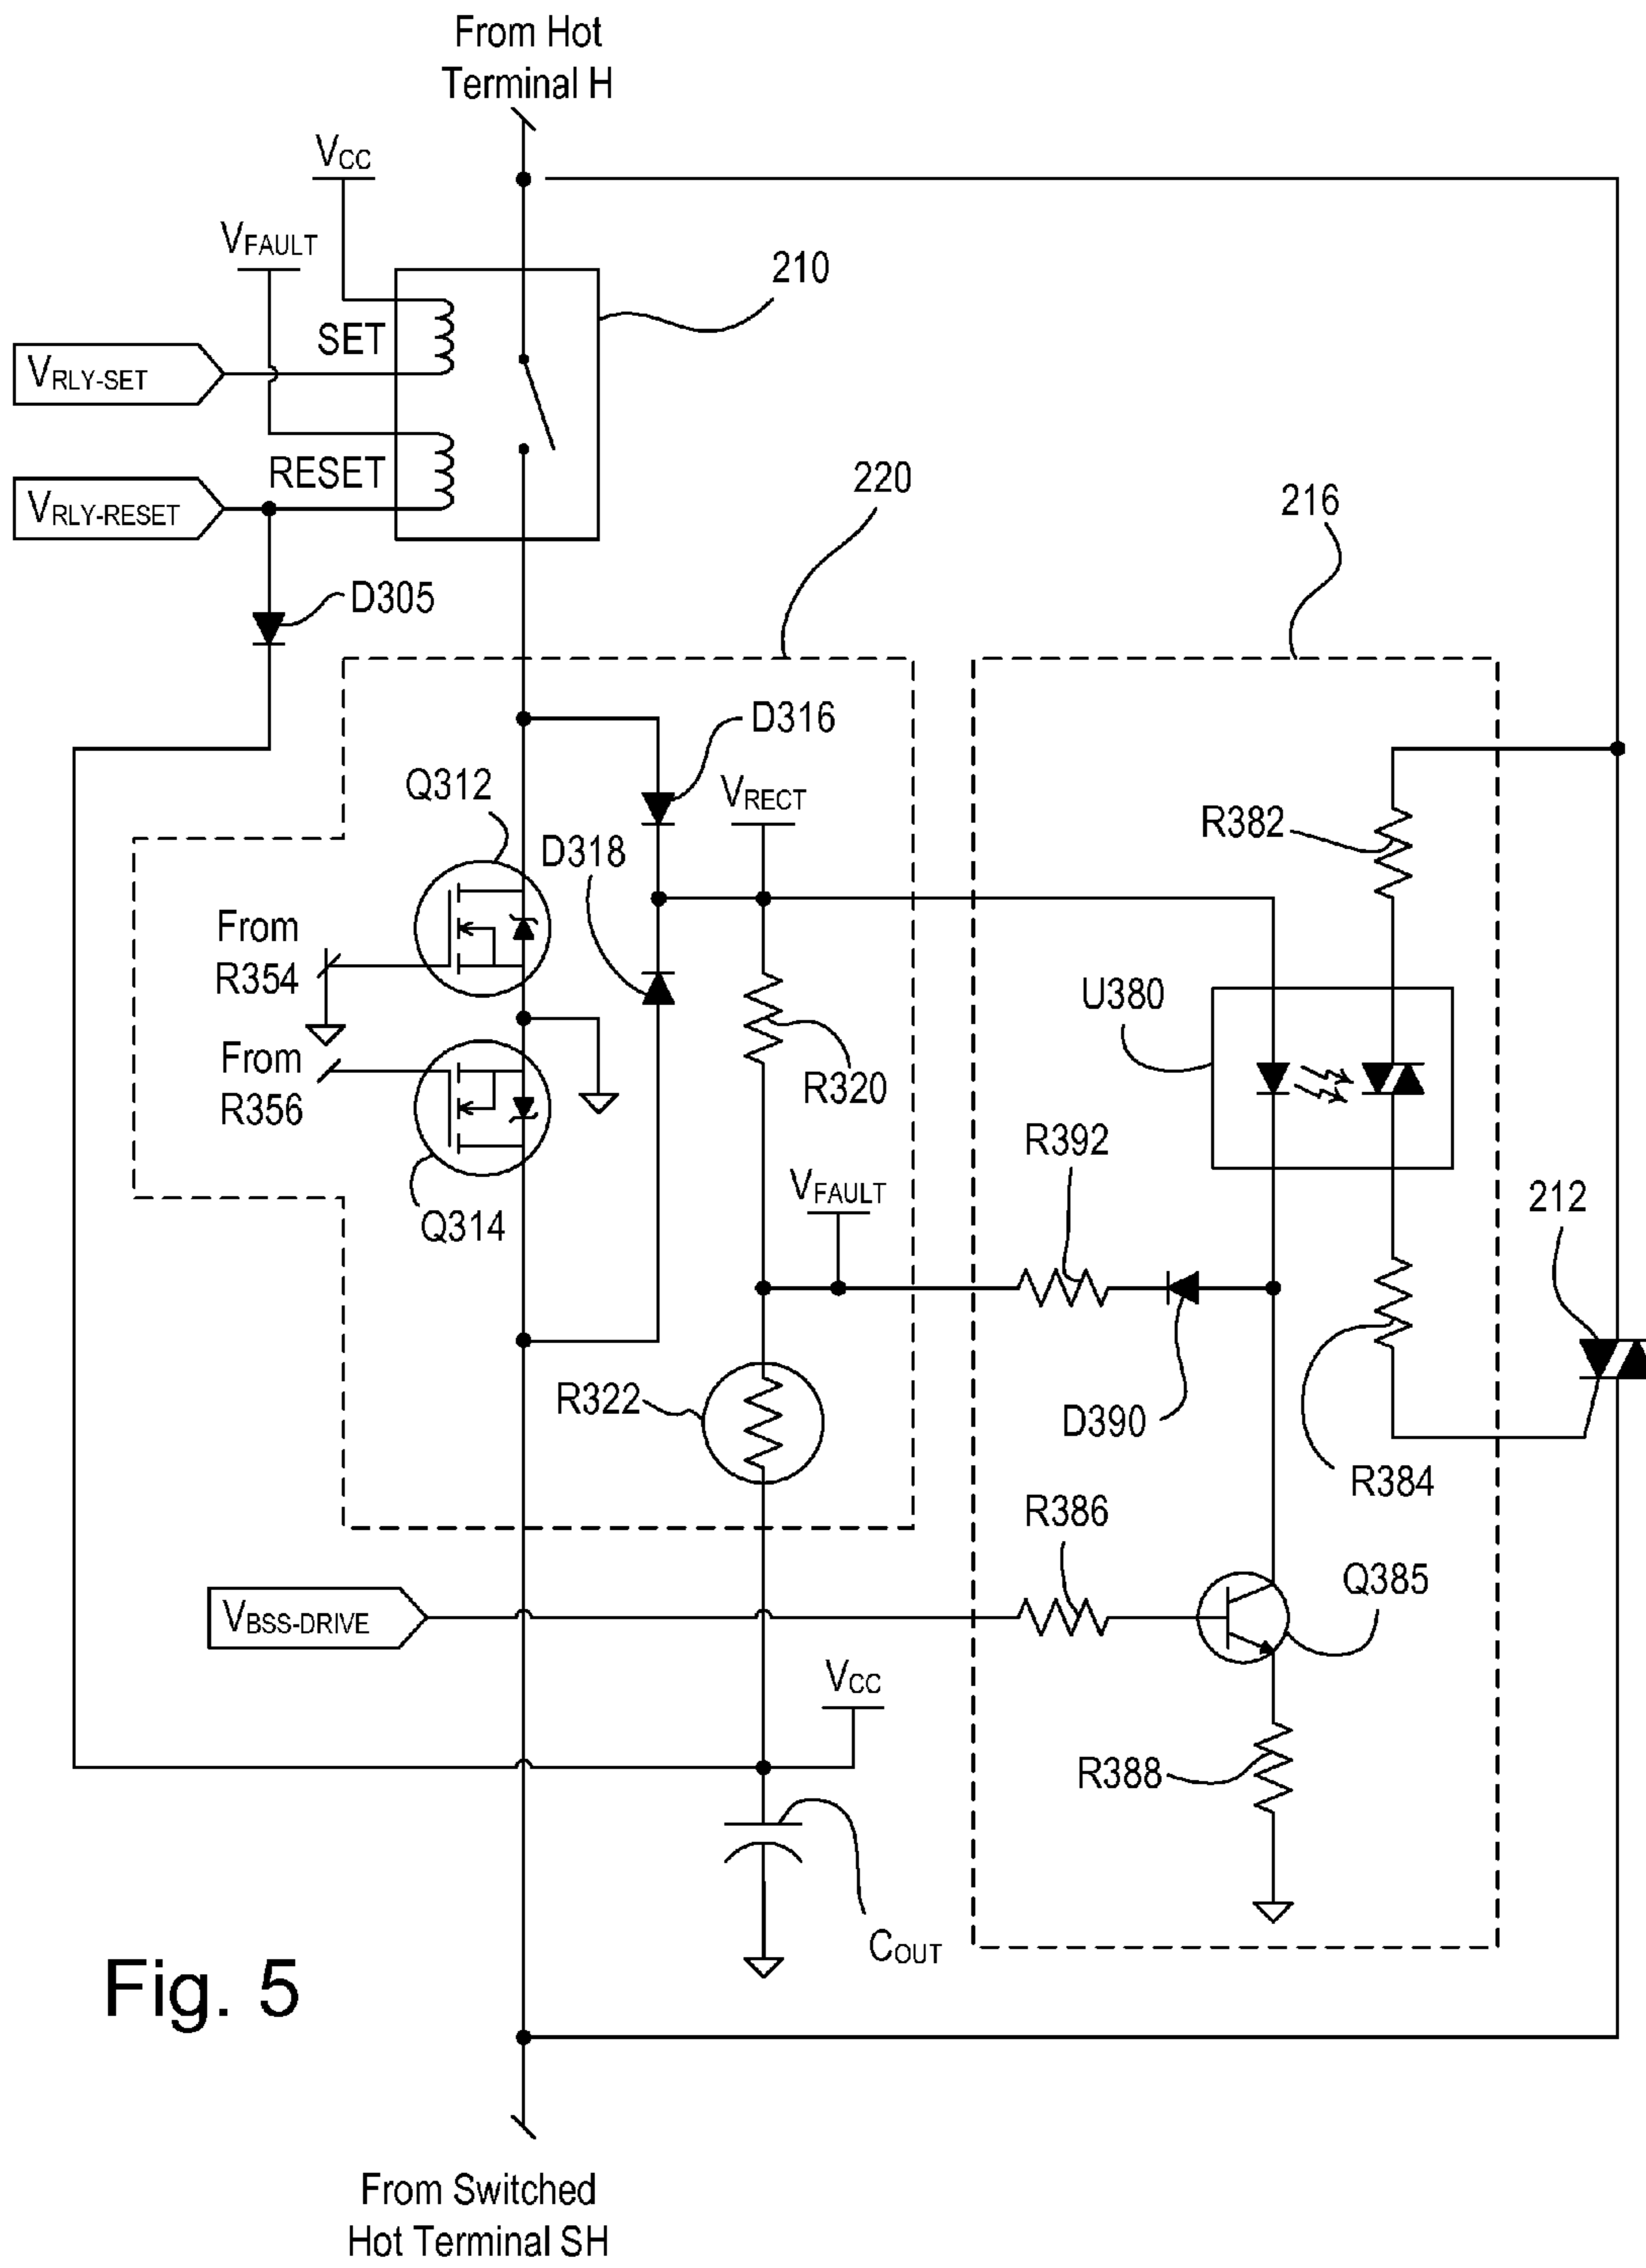 From Hot
Terminal H
VCC
VFAULT
210
SET
VRLY-SET
RESET
VRLY-RESET
220
216
D305
D316
Q312
VRECT
R382
D318
From
R354
U380
From
R356
R320
R392
VFAULT
212
Q314
R322
D390
R384
R386
Q385
VBSS-DRIVE
VCC
R388
COUT
Fig. 5
From Switched
Hot Terminal SH